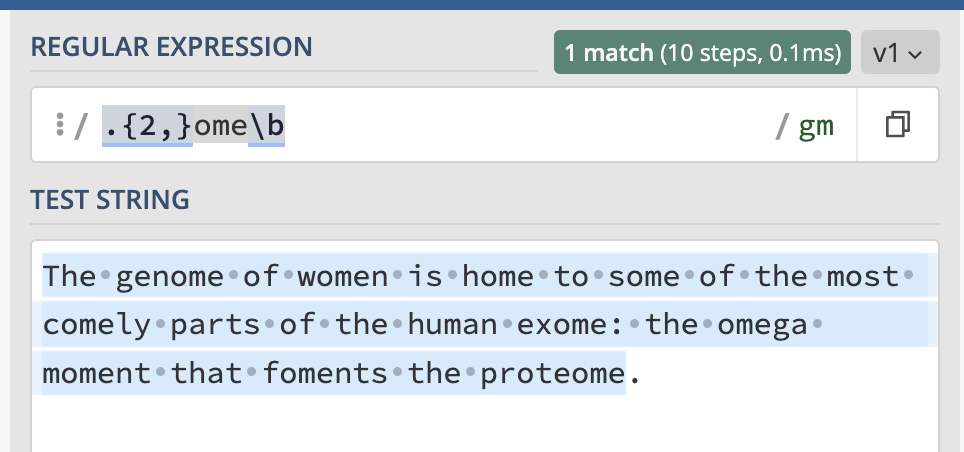 REGULAR EXPRESSION
1 match (10 steps, 0.1ms)
v1
/ .{2,}ome\b / gm
TEST STRING
The·genome·of·women·is·home·to·some·of·the·most·
comely·parts·of·the·human·exome:·the·omega·
moment·that·foments·the·proteome.